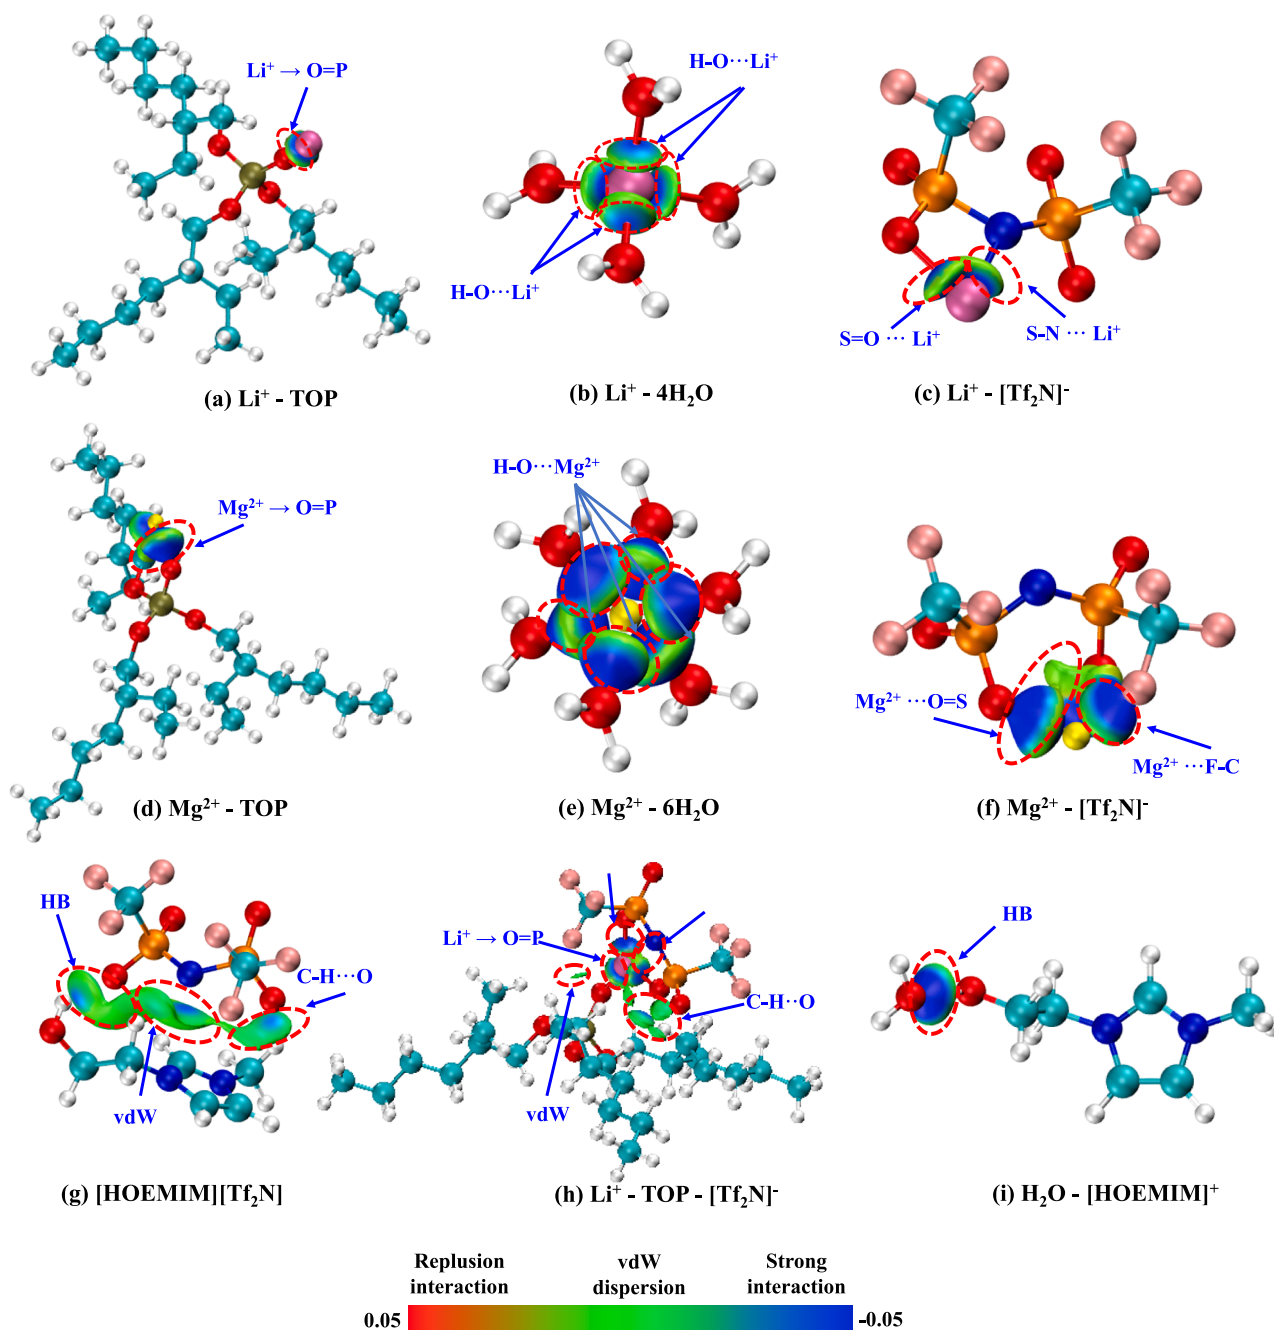 Li⁺ → O=P
H-O···Li⁺
H-O···Li⁺
S=O ··· Li⁺
S-N ··· Li⁺
(a) Li⁺ - TOP
(b) Li⁺ - 4H₂O
(c) Li⁺ - [Tf₂N]⁻
Mg²⁺ → O=P
H-O···Mg²⁺
Mg²⁺ ···O=S
Mg²⁺ ···F-C
(d) Mg²⁺ - TOP
(e) Mg²⁺ - 6H₂O
(f) Mg²⁺ - [Tf₂N]⁻
HB
C-H···O
vdW
Li⁺ → O=P
vdW
C-H··O
HB
(g) [HOEMIM][Tf₂N]
(h) Li⁺ - TOP - [Tf₂N]⁻
(i) H₂O - [HOEMIM]⁺
Replusion
interaction
vdW
dispersion
Strong
interaction
0.05
-0.05